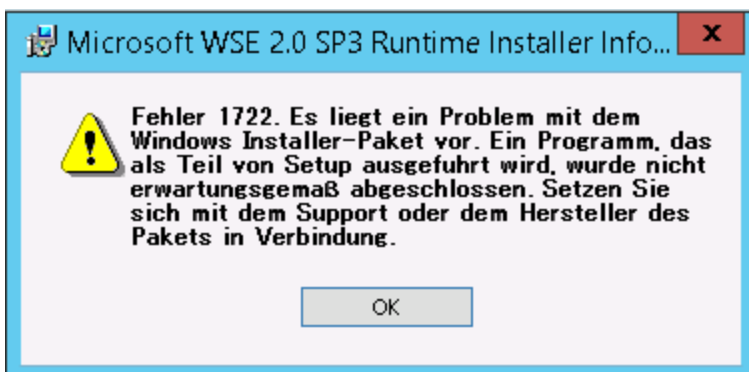 Microsoft WSE 2.0 SP3 Runtime Installer Info...
Fehler 1722. Es liegt ein Problem mit dem
Windows Installer-Paket vor. Ein Programm, das
als Teil von Setup ausgefuhrt wird, wurde nicht
erwartungsgemaß abgeschlossen. Setzen Sie
sich mit dem Support oder dem Hersteller des
Pakets in Verbindung.
OK